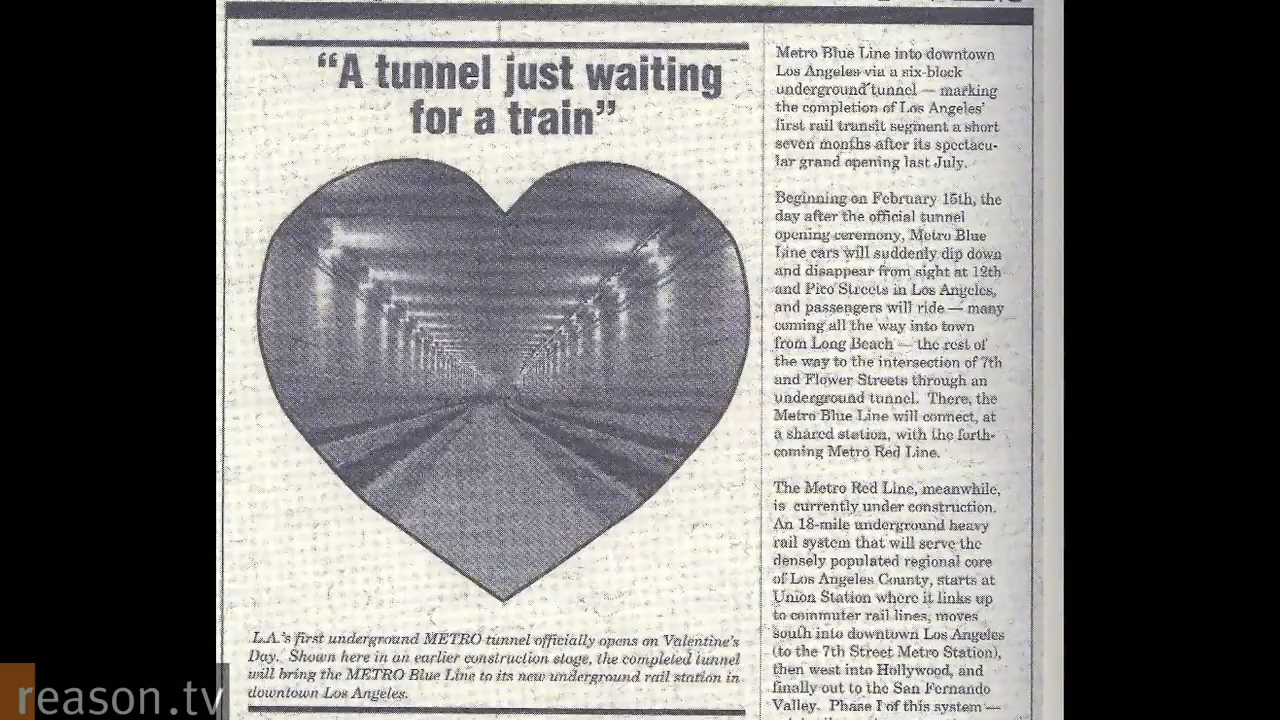 “A tunnel just waiting
for a train”
L.A.'s first underground METRO tunnel officially opens on Valentine's
Day. Shown here in an earlier construction stage, the completed tunnel
will bring the METRO Blue Line to its new underground rail station in
downtown Los Angeles.
Metro Blue Line into downtown
Los Angeles via a six-block
underground tunnel — marking
the completion of Los Angeles'
first rail transit segment a short
seven months after its spectacu-
lar grand opening last July.
Beginning on February 15th, the
day after the official tunnel
opening ceremony, Metro Blue
Line cars will suddenly dip down
and disappear from sight at 12th
and Pico Streets in Los Angeles,
and passengers will ride — many
coming all the way into town
from Long Beach — the rest of
the way to the intersection of 7th
and Flower Streets through an
underground tunnel. There, the
Metro Blue Line will connect, at
a shared station, with the forth-
coming Metro Red Line.
The Metro Red Line, meanwhile,
is currently under construction.
An 18-mile underground heavy
rail system that will serve the
densely populated regional core
of Los Angeles County, starts at
Union Station where it links up
to commuter rail lines, moves
south into downtown Los Angeles
(to the 7th Street Metro Station),
then west into Hollywood, and
finally out to the San Fernando
Valley. Phase I of this system —
reason.tv